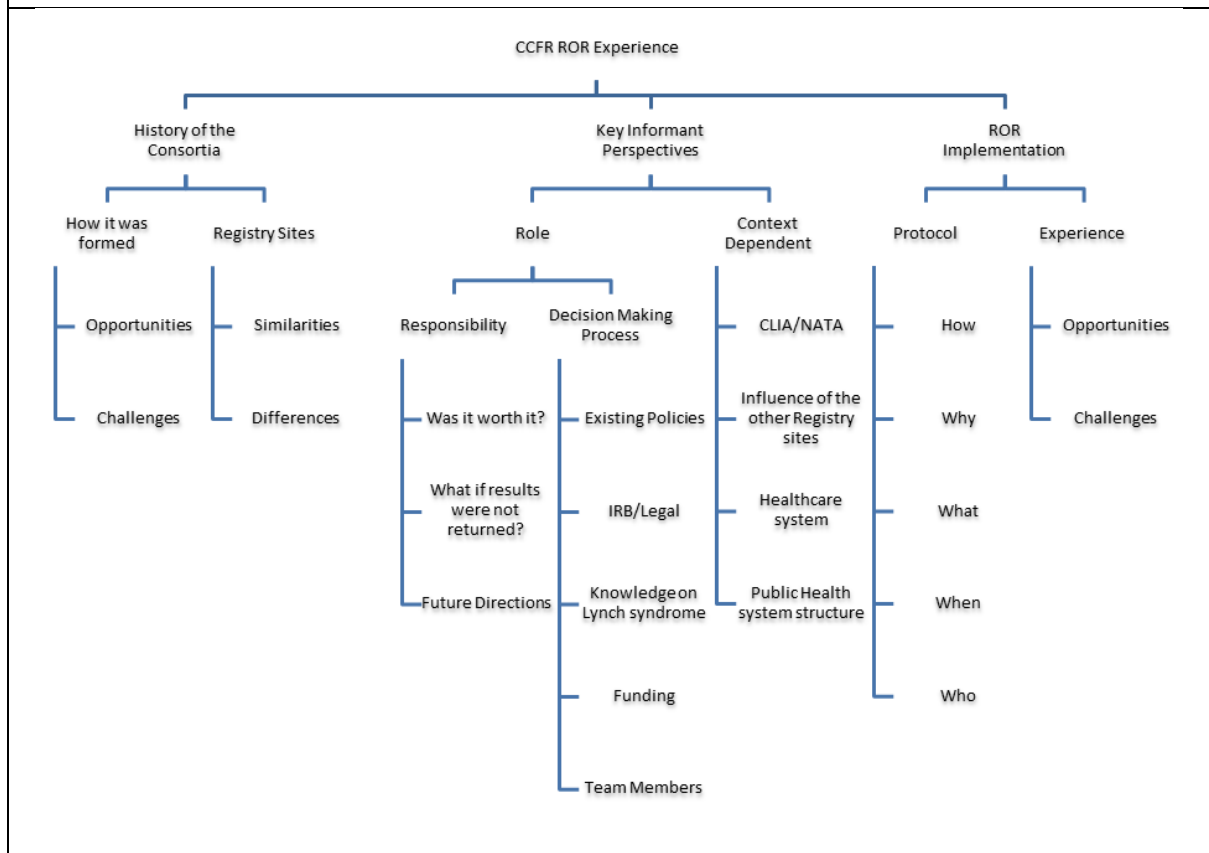 CCFR ROR Experience
History of the
Consortia
Key Informant
Perspectives
ROR
Implementation
How it was
formed
Registry Sites
Role
Context
Dependent
Protocol
Experience
Opportunities
Similarities
Responsibility
Decision Making
Process
CLIA/NATA
How
Opportunities
Challenges
Differences
Was it worth it?
Existing Policies
Influence of the
other Registry
sites
Why
Challenges
What if results
were not
returned?
IRB/Legal
Healthcare
system
What
Future Directions
Knowledge on
Lynch syndrome
Public Health
system structure
When
Funding
Who
Team Members